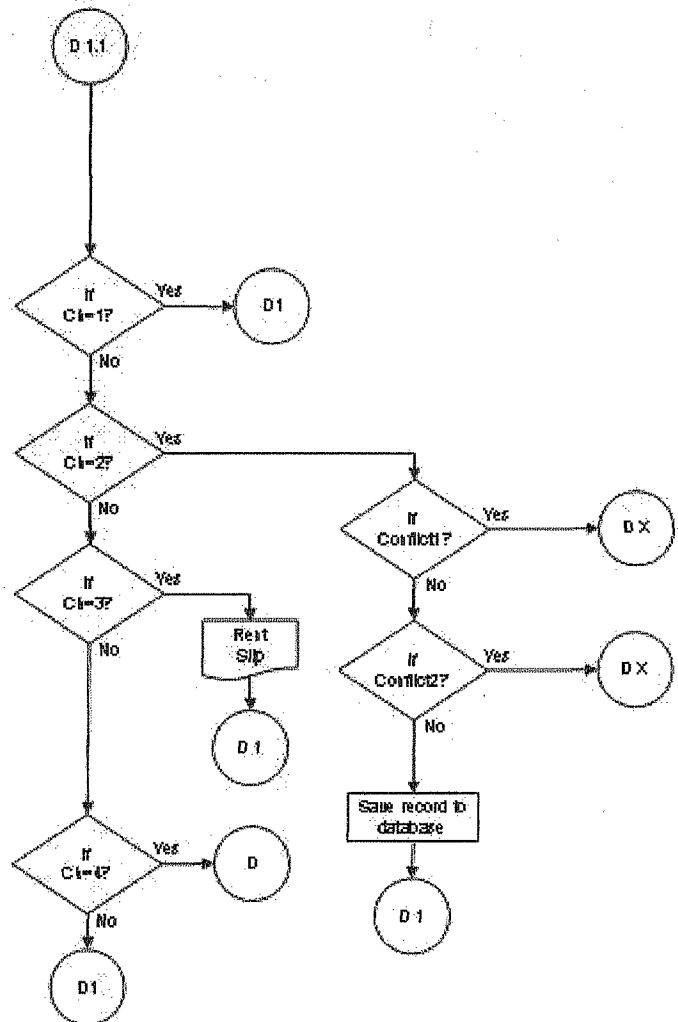 D 1.1
If
Ch=1?
Yes
D1
No
If
Ch=2?
Yes
No
If
Conflict1?
Yes
D X
No
If
Ch=3?
Yes
No
Rent
Slip
D 1
If
Conflict2?
Yes
D X
No
Save record to
database
D 1
If
Ch=4?
Yes
D
No
D1